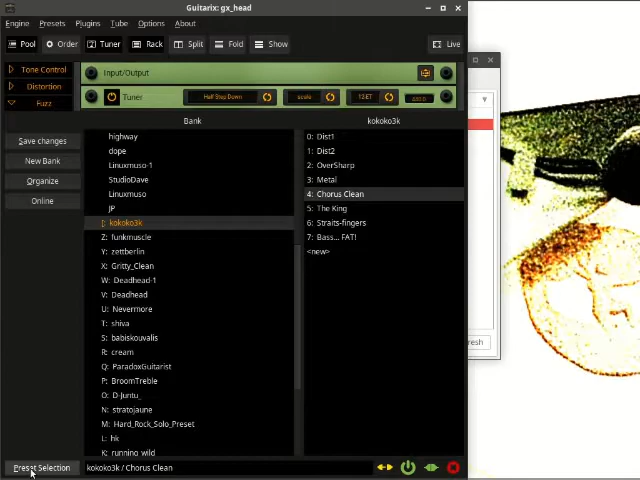 Guitarix: gx_head
Engine Presets Plugins Tube Options About
Pool Order Tuner Rack Split Fold Show Live
Tone Control
Distortion
Fuzz
Input/Output
Tuner Half Step Down scale 12-ET
Bank kokoko3k
Save changes
New Bank
Organize
Online
highway
dope
Linuxmuso-1
StudioDave
Linuxmuso
JP
kokoko3k
Z: funkmuscle
Y: zettberlin
X: Gritty_Clean
W: Deadhead-1
V: Deadhead
U: Nevermore
T: shiva
S: babiskouvalis
R: cream
Q: ParadoxGuitarist
P: BroomTreble
O: D-Juntu_
N: stratojaune
M: Hard_Rock_Solo_Preset
L: hk
K: running wild
0: Dist1
1: Dist2
2: OverSharp
3: Metal
4: Chorus Clean
5: The King
6: Straits-fingers
7: Bass... FAT!
<new>
Preset Selection
kokoko3k / Chorus Clean